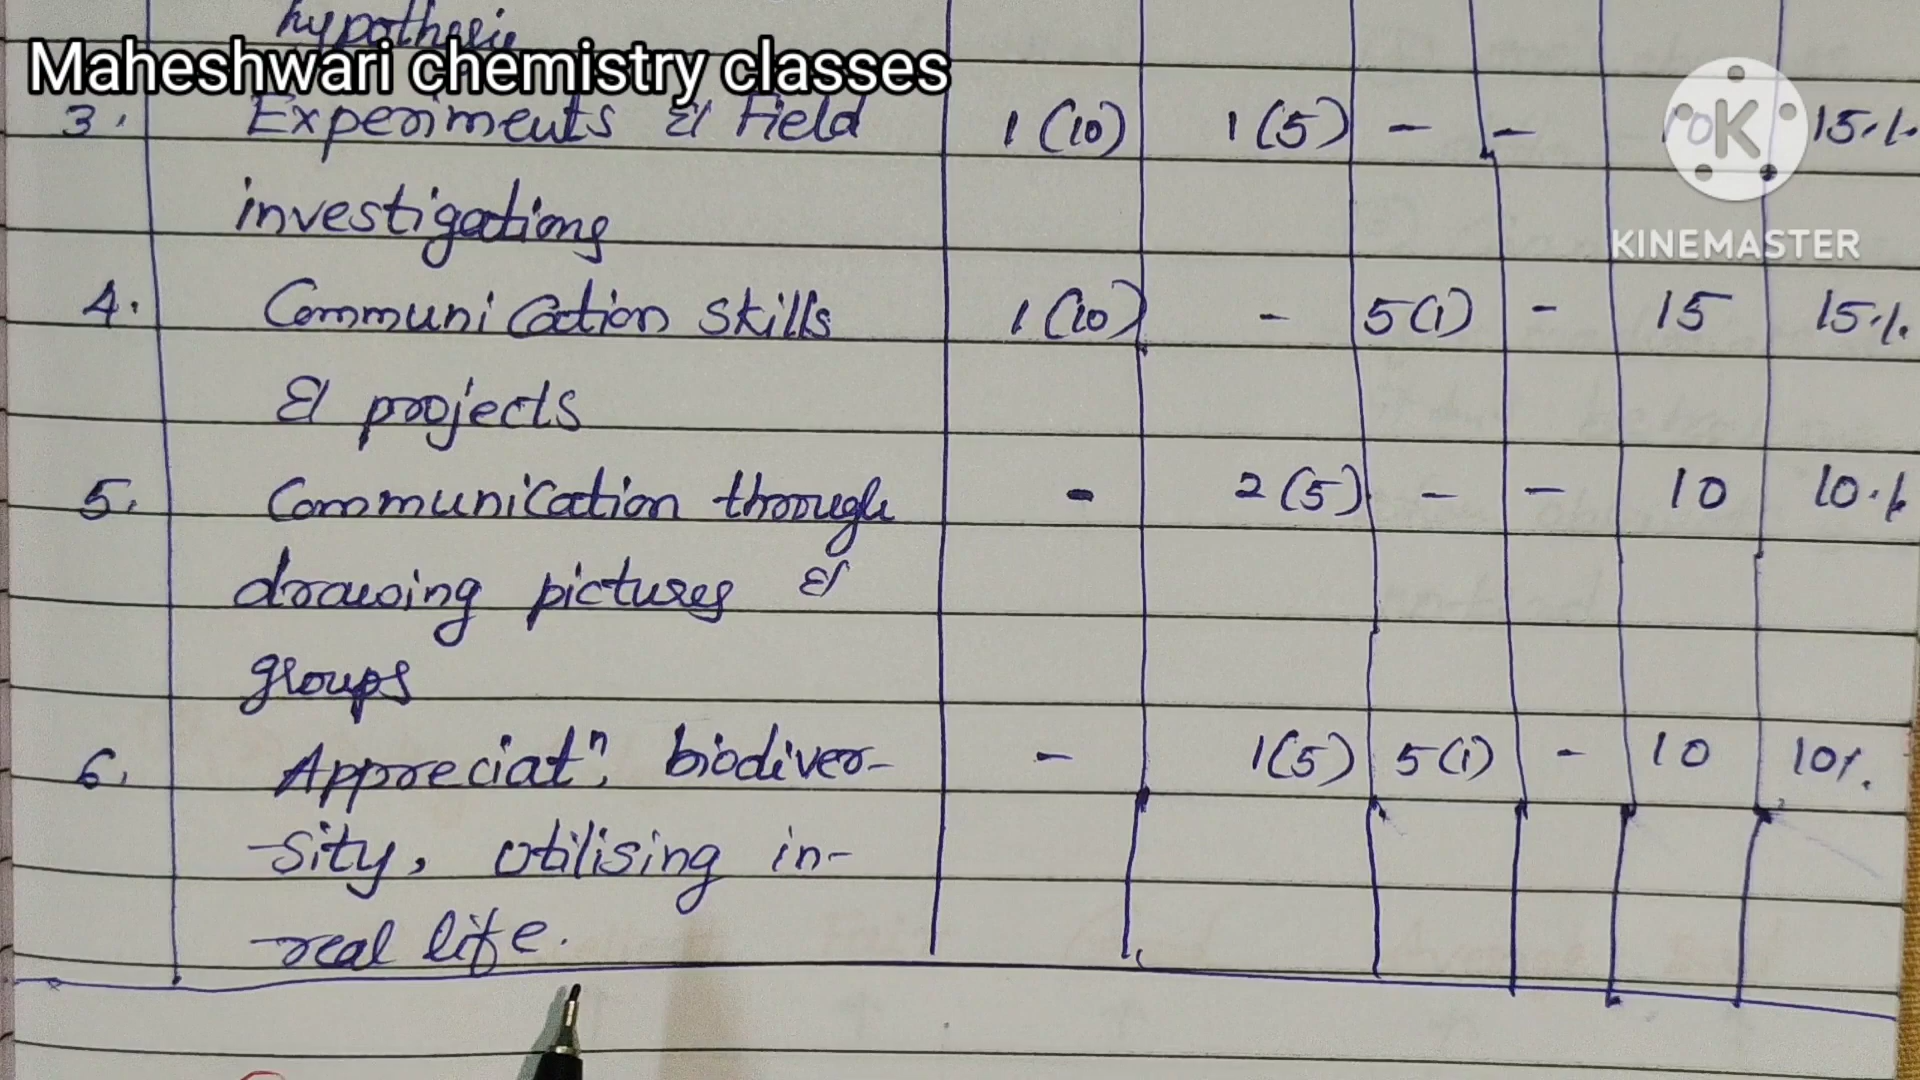 hypothesis
Maheshwari chemistry classes
3. Experiments & Field 1(10) 1(5) - - 10 15%
investigations
KINEMASTER
4. Communication skills 1(10) - 5(1) - 15 15%
& projects
5. Communication through - 2(5) - - 10 10%
drawing pictures &
groups
6. Appreciatⁿ, biodiver- - 1(5) 5(1) - 10 10%.
-sity, utilising in-
-real life.